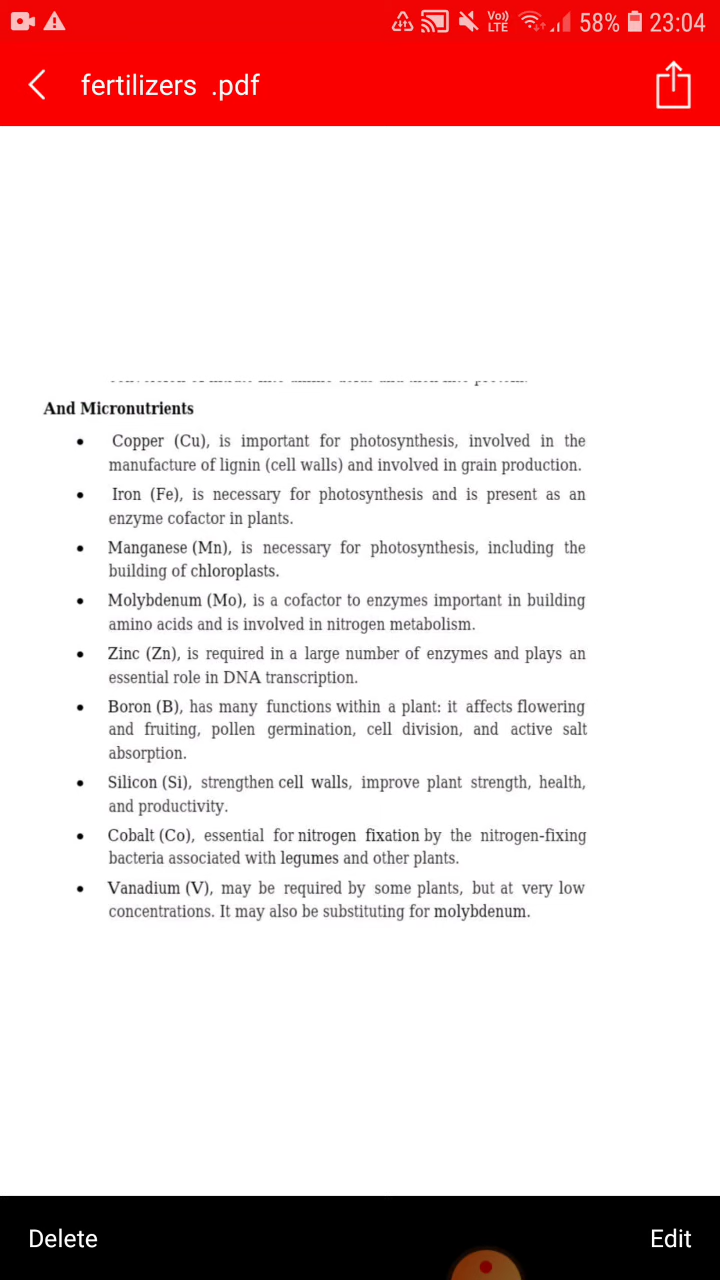 Vo))
LTE
58%
23:04
fertilizers .pdf
And Micronutrients
• Copper (Cu), is important for photosynthesis, involved in the
manufacture of lignin (cell walls) and involved in grain production.
• Iron (Fe), is necessary for photosynthesis and is present as an
enzyme cofactor in plants.
• Manganese (Mn), is necessary for photosynthesis, including the
building of chloroplasts.
• Molybdenum (Mo), is a cofactor to enzymes important in building
amino acids and is involved in nitrogen metabolism.
• Zinc (Zn), is required in a large number of enzymes and plays an
essential role in DNA transcription.
• Boron (B), has many functions within a plant: it affects flowering
and fruiting, pollen germination, cell division, and active salt
absorption.
• Silicon (Si), strengthen cell walls, improve plant strength, health,
and productivity.
• Cobalt (Co), essential for nitrogen fixation by the nitrogen-fixing
bacteria associated with legumes and other plants.
• Vanadium (V), may be required by some plants, but at very low
concentrations. It may also be substituting for molybdenum.
Delete
Edit